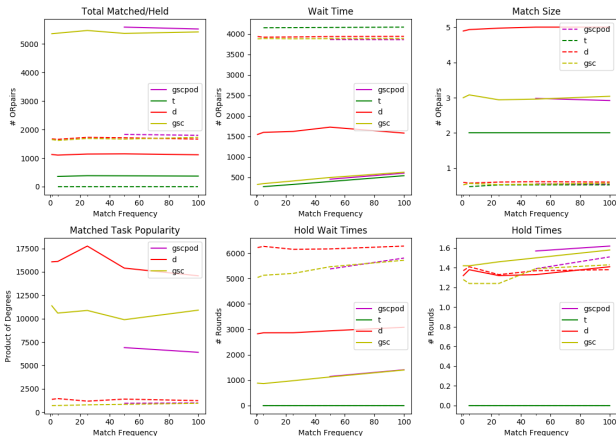 Total Matched/Held
# ORpairs
5000
4000
3000
2000
1000
0
gscpod
t
d
gsc
0 20 40 60 80 100
Match Frequency
Wait Time
# ORpairs
4000
3500
3000
2500
2000
1500
1000
500
gscpod
t
d
gsc
0 20 40 60 80 100
Match Frequency
Match Size
# ORpairs
5
4
3
2
1
gscpod
t
d
gsc
0 20 40 60 80 100
Match Frequency
Matched Task Popularity
Product of Degrees
17500
15000
12500
10000
7500
5000
2500
0
gscpod
d
gsc
0 20 40 60 80 100
Match Frequency
Hold Wait Times
# Rounds
6000
5000
4000
3000
2000
1000
0
gscpod
t
d
gsc
0 20 40 60 80 100
Match Frequency
Hold Times
# Rounds
1.6
1.4
1.2
1.0
0.8
0.6
0.4
0.2
0.0
gscpod
t
d
gsc
0 20 40 60 80 100
Match Frequency